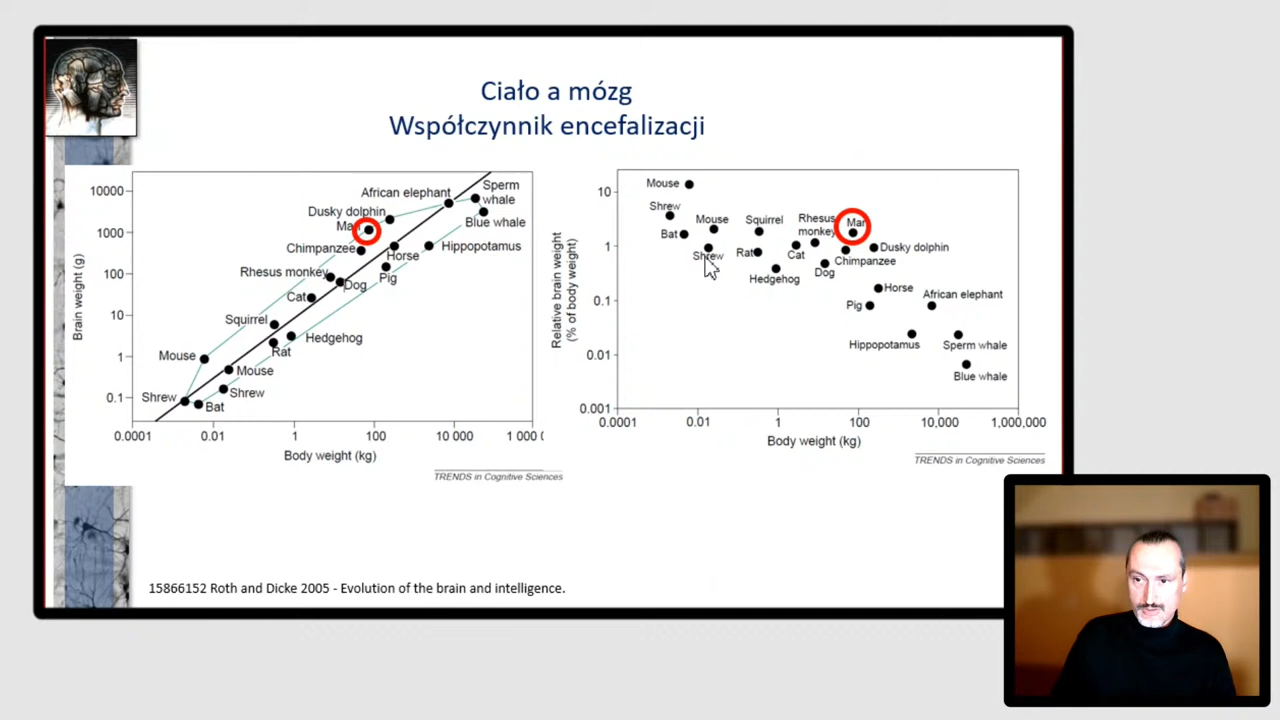 Ciało a mózg
Współczynnik encefalizacji
Brain weight (g)
10000
1000
100
10
1
0.1
African elephant
Sperm
whale
Dusky dolphin
Man
Blue whale
Chimpanzee
Hippopotamus
Horse
Rhesus monkey
Pig
Dog
Cat
Squirrel
Hedgehog
Rat
Mouse
Mouse
Shrew
Shrew
Bat
0.0001
0.01
1
100
10 000
1 000
Body weight (kg)
TRENDS in Cognitive Sciences
Relative brain weight
(% of body weight)
10
1
0.1
0.01
0.001
Mouse
Shrew
Mouse
Squirrel
Rhesus
monkey
Man
Bat
Shrew
Rat
Cat
Dusky dolphin
Chimpanzee
Hedgehog
Dog
Horse
African elephant
Pig
Hippopotamus
Sperm whale
Blue whale
0.0001
0.01
1
100
10,000
1,000,000
Body weight (kg)
TRENDS in Cognitive Sciences
15866152 Roth and Dicke 2005 - Evolution of the brain and intelligence.